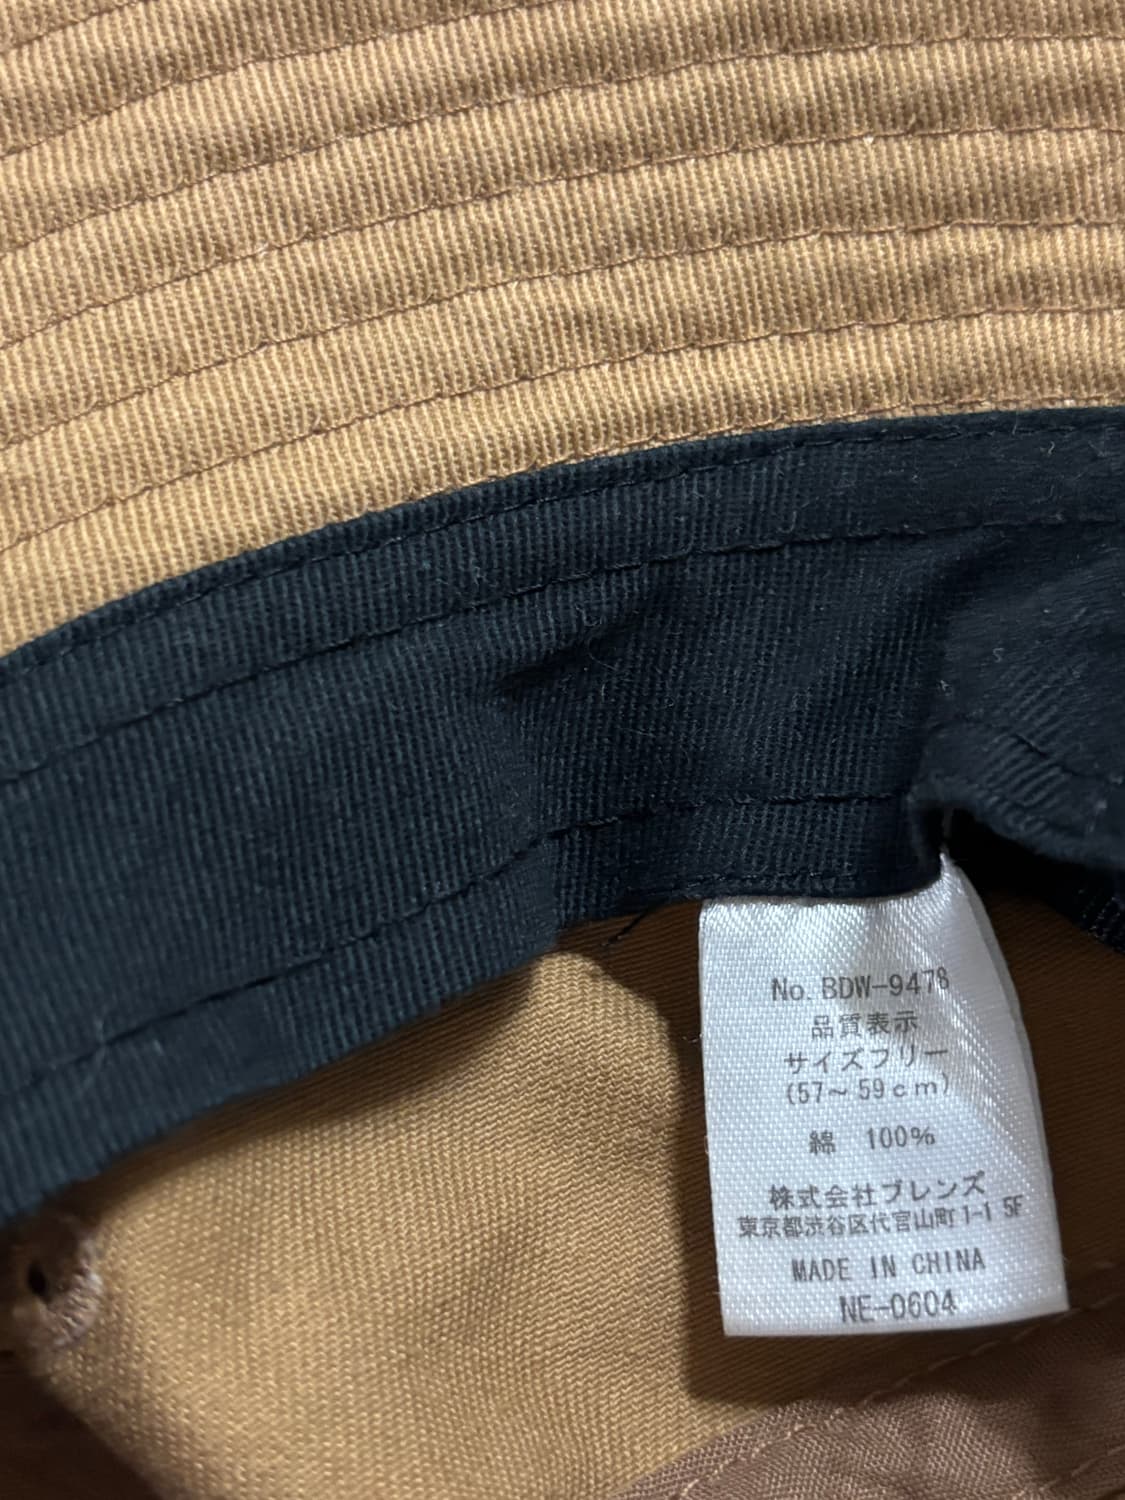 No. BDW-9478
品質表示
サイズフリー
(57～59cm)
綿　100%
株式会社ブレンズ
東京都渋谷区代官山町1-1 5F
MADE IN CHINA
NE-0604